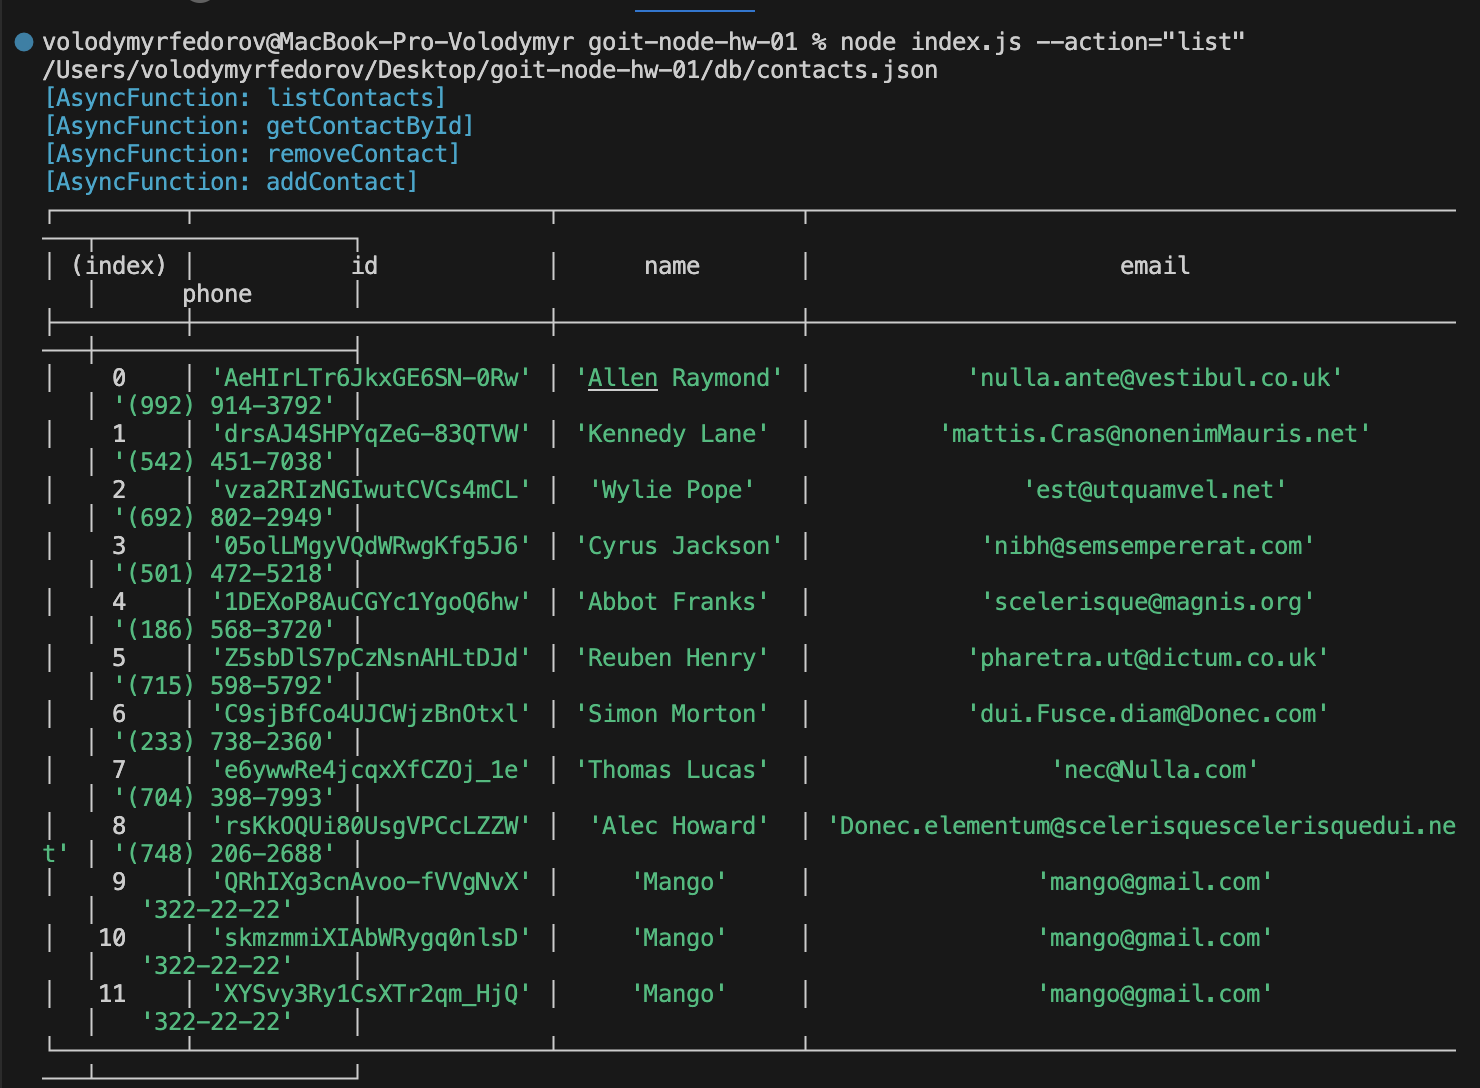 volodymyrfedorov@MacBook-Pro-Volodymyr goit-node-hw-01 % node index.js --action="list"
/Users/volodymyrfedorov/Desktop/goit-node-hw-01/db/contacts.json
[AsyncFunction: listContacts]
[AsyncFunction: getContactById]
[AsyncFunction: removeContact]
[AsyncFunction: addContact]
(index) │ id │ name │ email
│ phone │
│ 0 │ 'AeHIrLTr6JkxGE6SN-0Rw' │ 'Allen Raymond' │ 'nulla.ante@vestibul.co.uk'
│ '(992) 914-3792' │
│ 1 │ 'drsAJ4SHPYqZeG-83QTVW' │ 'Kennedy Lane' │ 'mattis.Cras@nonenimMauris.net'
│ '(542) 451-7038' │
│ 2 │ 'vza2RIzNGIwutCVCs4mCL' │ 'Wylie Pope' │ 'est@utquamvel.net'
│ '(692) 802-2949' │
│ 3 │ '05olLMgyVQdWRwgKfg5J6' │ 'Cyrus Jackson' │ 'nibh@semsempererat.com'
│ '(501) 472-5218' │
│ 4 │ '1DEXoP8AuCGYc1YgoQ6hw' │ 'Abbot Franks' │ 'scelerisque@magnis.org'
│ '(186) 568-3720' │
│ 5 │ 'Z5sbDlS7pCzNsnAHLtDJd' │ 'Reuben Henry' │ 'pharetra.ut@dictum.co.uk'
│ '(715) 598-5792' │
│ 6 │ 'C9sjBfCo4UJCWjzBnOtxl' │ 'Simon Morton' │ 'dui.Fusce.diam@Donec.com'
│ '(233) 738-2360' │
│ 7 │ 'e6ywwRe4jcqxXfCZOj_1e' │ 'Thomas Lucas' │ 'nec@Nulla.com'
│ '(704) 398-7993' │
│ 8 │ 'rsKkOQUi80UsgVPCcLZZW' │ 'Alec Howard' │ 'Donec.elementum@scelerisquescelerisquedui.ne
t' │ '(748) 206-2688' │
│ 9 │ 'QRhIXg3cnAvoo-fVVgNvX' │ 'Mango' │ 'mango@gmail.com'
│ '322-22-22' │
│ 10 │ 'skmzmmiXIAbWRygq0nlsD' │ 'Mango' │ 'mango@gmail.com'
│ '322-22-22' │
│ 11 │ 'XYSvy3Ry1CsXTr2qm_HjQ' │ 'Mango' │ 'mango@gmail.com'
│ '322-22-22' │